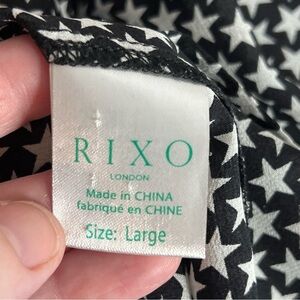 RIXO
LONDON
Made in CHINA
fabriqué en CHINE
Size: Large